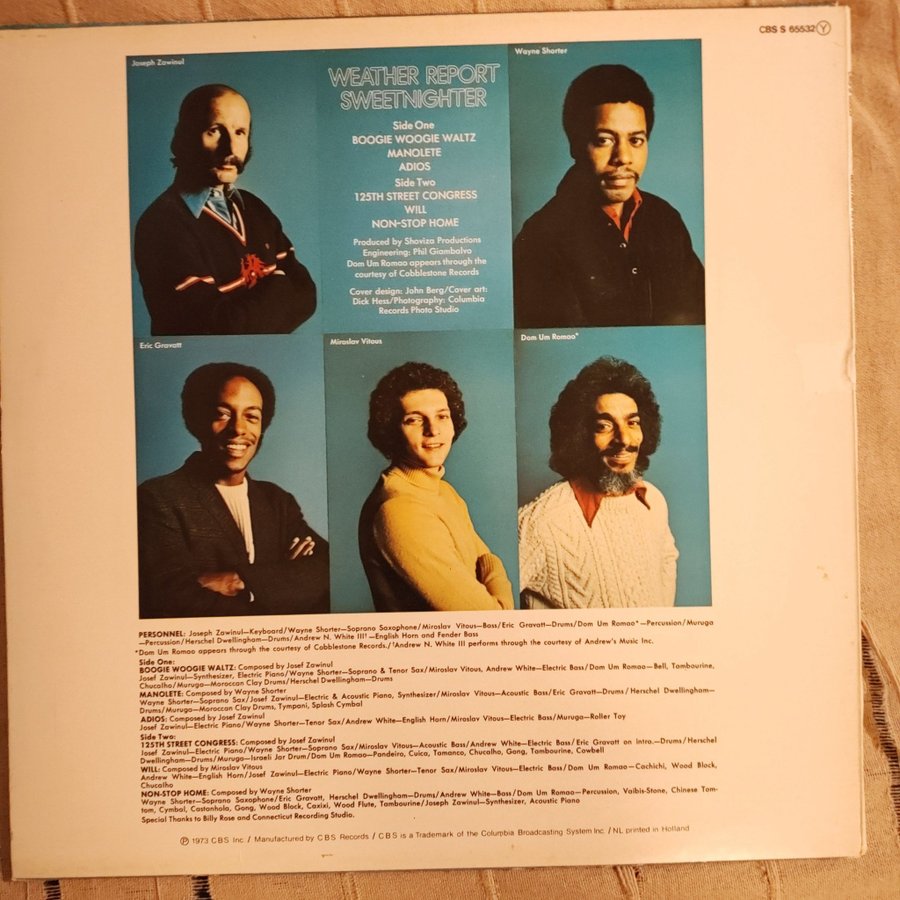 CBS S 65532 Y
Joseph Zawinul
Wayne Shorter
WEATHER REPORT
SWEETNIGHTER
Side One
BOOGIE WOOGIE WALTZ
MANOLETE
ADIOS
Side Two
125TH STREET CONGRESS
WILL
NON-STOP HOME
Produced by Shoviza Productions
Engineering: Phil Giambalvo
Dom Um Romao appears through the
courtesy of Cobblestone Records
Cover design: John Berg/Cover art:
Dick Hess/Photography: Columbia
Records Photo Studio
Eric Gravatt
Miroslav Vitous
Dom Um Romao*
PERSONNEL: Joseph Zawinul—Keyboard/Wayne Shorter—Soprano Saxophone/Miroslav Vitous—Bass/Eric Gravatt—Drums/Dom Um Romao*—Percussion/Muruga
—Percussion/Herschel Dwellingham—Drums/Andrew N. White III†—English Horn and Fender Bass
*Dom Um Romao appears through the courtesy of Cobblestone Records./†Andrew N. White III performs through the courtesy of Andrew's Music Inc.
Side One:
BOOGIE WOOGIE WALTZ: Composed by Josef Zawinul
Josef Zawinul—Synthesizer, Electric Piano/Wayne Shorter—Soprano & Tenor Sax/Miroslav Vitous, Andrew White—Electric Bass/Dom Um Romao—Bell, Tambourine,
Chucalho/Muruga—Moroccan Clay Drums/Herschel Dwellingham—Drums
MANOLETE: Composed by Wayne Shorter
Wayne Shorter—Soprano Sax/Josef Zawinul—Electric & Acoustic Piano, Synthesizer/Miroslav Vitous—Acoustic Bass/Eric Gravatt—Drums/Herschel Dwellingham—
Drums/Muruga—Moroccan Clay Drums, Tympani, Splash Cymbal
ADIOS: Composed by Josef Zawinul
Josef Zawinul—Electric Piano/Wayne Shorter—Tenor Sax/Andrew White—English Horn/Miroslav Vitous—Electric Bass/Muruga—Roller Toy
Side Two:
125TH STREET CONGRESS: Composed by Josef Zawinul
Josef Zawinul—Electric Piano/Wayne Shorter—Soprano Sax/Miroslav Vitous—Acoustic Bass/Andrew White—Electric Bass/Eric Gravatt on Intro.—Drums/Herschel
Dwellingham—Drums/Muruga—Israeli Jar Drum/Dom Um Romao—Pandeiro, Cuica, Tamanco, Chucalho, Gong, Tambourine, Cowbell
WILL: Composed by Miroslav Vitous
Andrew White—English Horn/Josef Zawinul—Electric Piano/Wayne Shorter—Tenor Sax/Miroslav Vitous—Electric Bass/Dom Um Romao—Cachichi, Wood Block,
Chucalho
NON-STOP HOME: Composed by Wayne Shorter
Wayne Shorter—Soprano Saxophone/Eric Gravatt, Herschel Dwellingham—Drums/Andrew White—Bass/Dom Um Romao—Percussion, Vaibis-Stone, Chinese Tom-
tom, Cymbal, Castanhola, Gong, Wood Block, Caxixi, Wood Flute, Tambourine/Joseph Zawinul—Synthesizer, Acoustic Piano
Special Thanks to Billy Rose and Connecticut Recording Studio.
Ⓟ 1973 CBS Inc / Manufactured by CBS Records / CBS is a Trademark of the Columbia Broadcasting System Inc. / NL printed in Holland